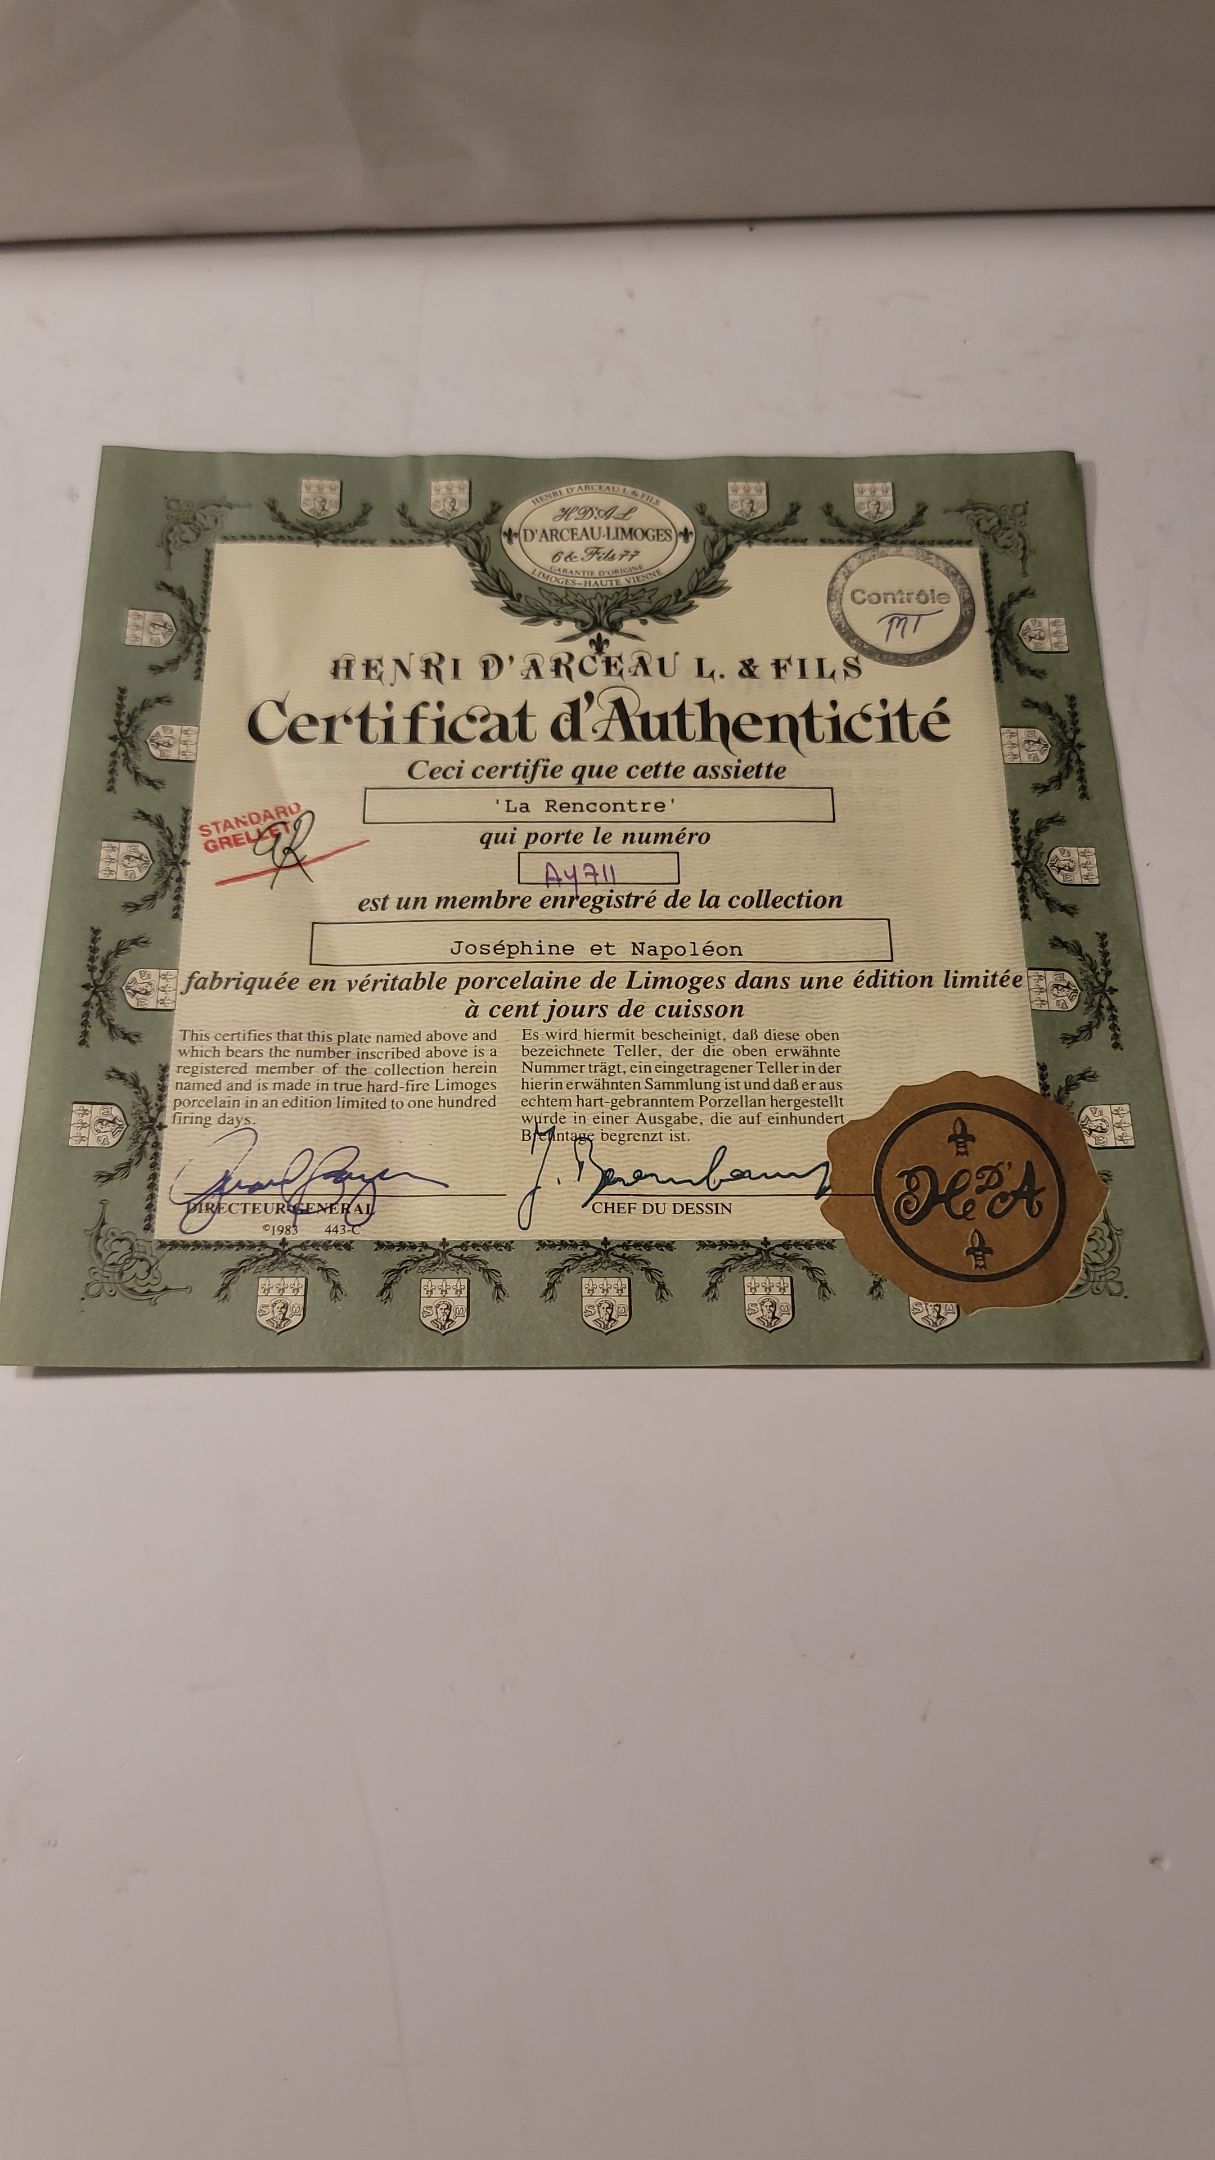 HENRI D'ARCEAU L. & FILS
HDAL
D'ARCEAU-LIMOGES
6 & Fils 77
GARANTIE D'ORIGINE
LIMOGES-HAUTE VIENNE
Contrôle
MT
HENRI D'ARCEAU L. & FILS
Certificat d'Authenticité
Ceci certifie que cette assiette
'La Rencontre'
STANDARD
GRELLET
qui porte le numéro
AY711
est un membre enregistré de la collection
Joséphine et Napoléon
fabriquée en véritable porcelaine de Limoges dans une édition limitée
à cent jours de cuisson
This certifies that this plate named above and
which bears the number inscribed above is a
registered member of the collection herein
named and is made in true hard-fire Limoges
porcelain in an edition limited to one hundred
firing days.
Es wird hiermit bescheinigt, daß diese oben
bezeichnete Teller, der die oben erwähnte
Nummer trägt, ein eingetragener Teller in der
hierin erwähnten Sammlung ist und daß er aus
echtem hart-gebranntem Porzellan hergestellt
wurde in einer Ausgabe, die auf einhundert
Brenntage begrenzt ist.
DIRECTEUR GENERAL
©1983 443-C
CHEF DU DESSIN
He D'A